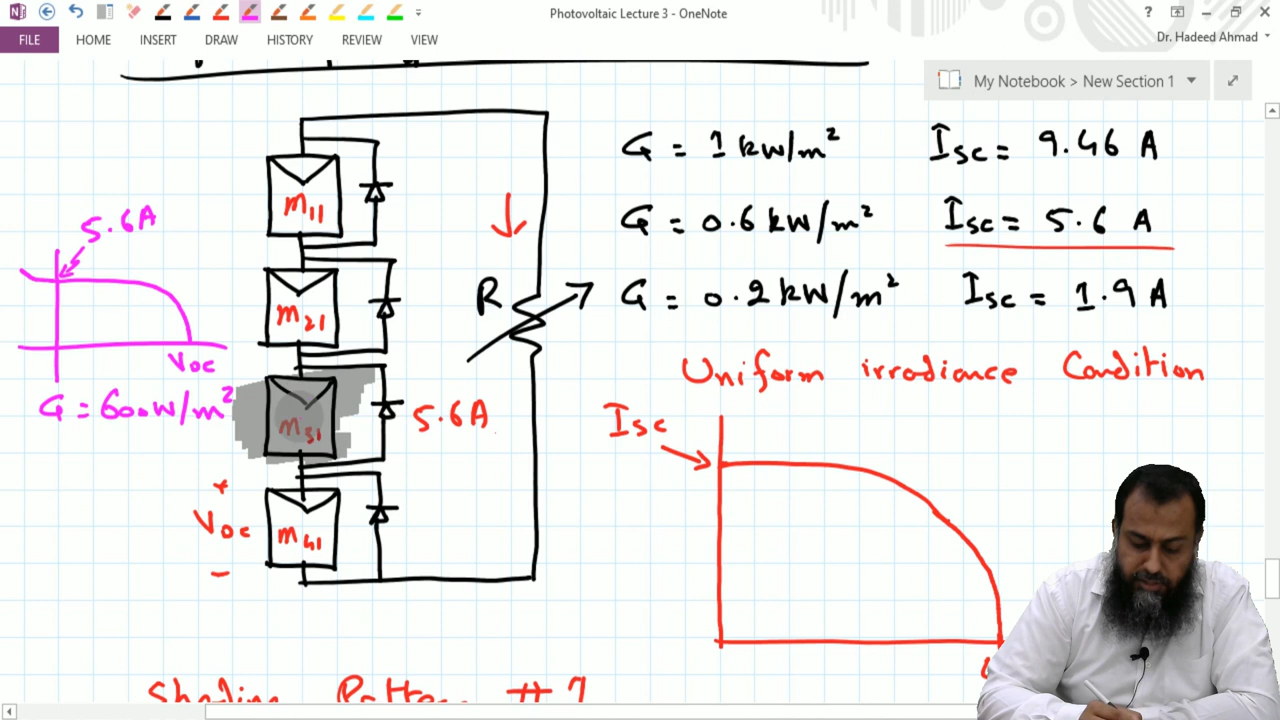 Photovoltaic Lecture 3 - OneNote
?
FILE HOME INSERT DRAW HISTORY REVIEW VIEW
Dr. Hadeed Ahmad
My Notebook > New Section 1
G = 1 kW/m² Isc = 9.46 A
G = 0.6 kW/m² Isc = 5.6 A
G = 0.2 kW/m² Isc = 1.9 A
Uniform irradiance Condition
Isc
m11
m21
m31
m41
R
5.6A
5.6A
Voc
G = 600W/m²
+
Voc
-
Shading Pattern #